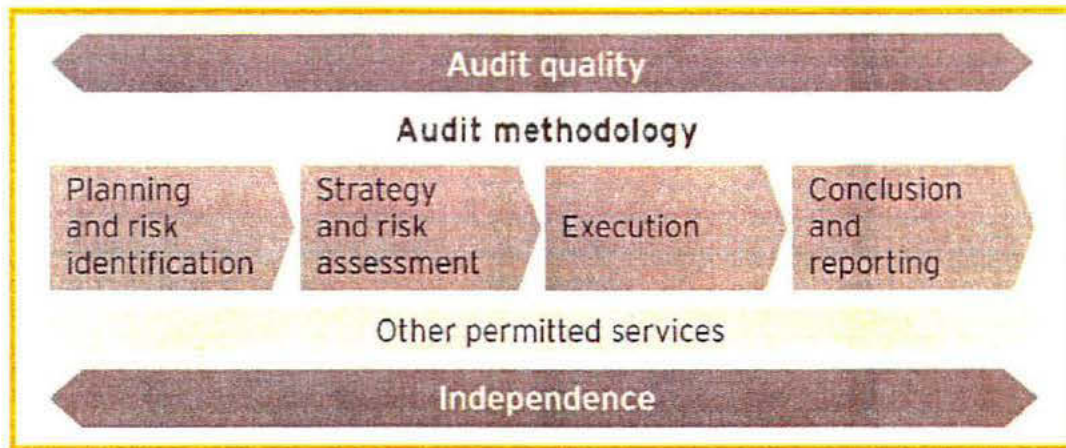 Audit quality
Audit methodology
Planning
and risk
identification
Strategy
and risk
assessment
Execution
Conclusion
and
reporting
Other permitted services
Independence